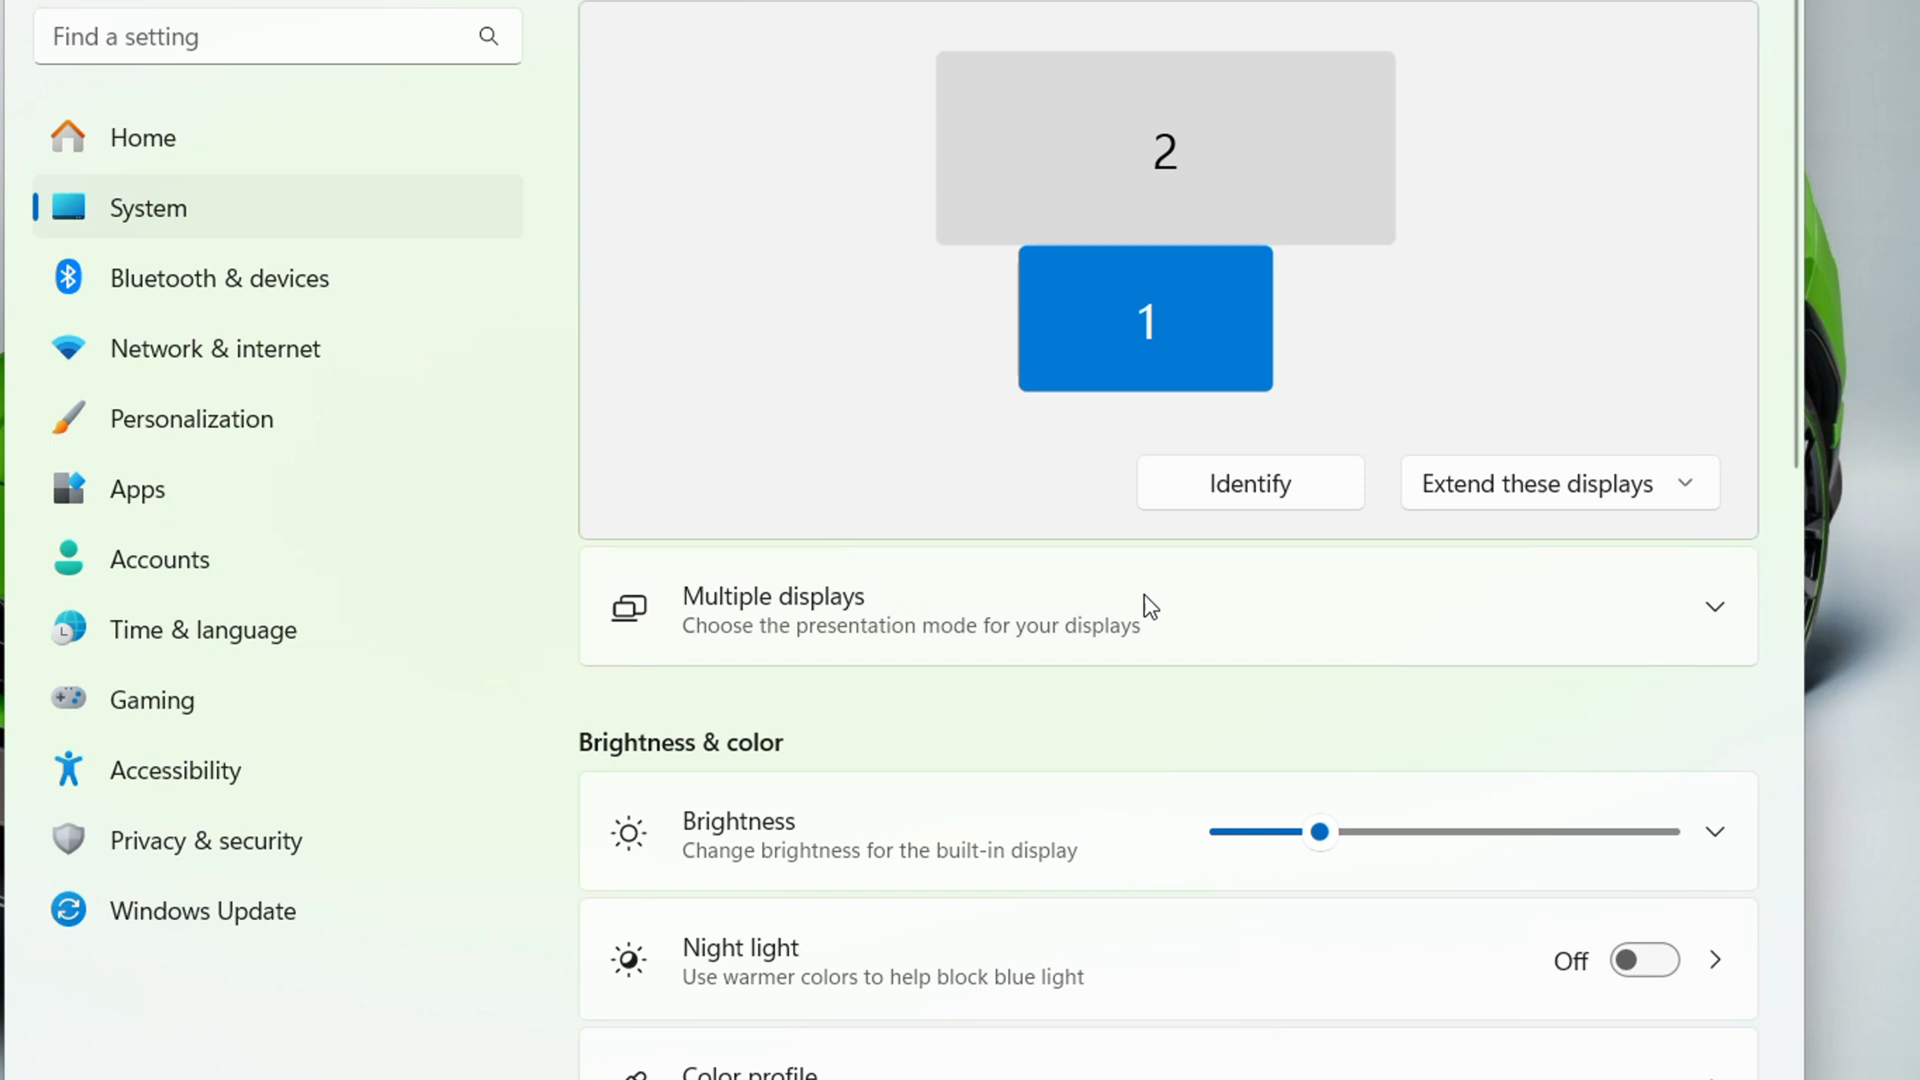 Find a setting
Home
System
Bluetooth & devices
Network & internet
Personalization
Apps
Accounts
Time & language
Gaming
Accessibility
Privacy & security
Windows Update
2
1
Identify
Extend these displays
Multiple displays
Choose the presentation mode for your displays
Brightness & color
Brightness
Change brightness for the built-in display
Night light
Use warmer colors to help block blue light
Off
Color profile